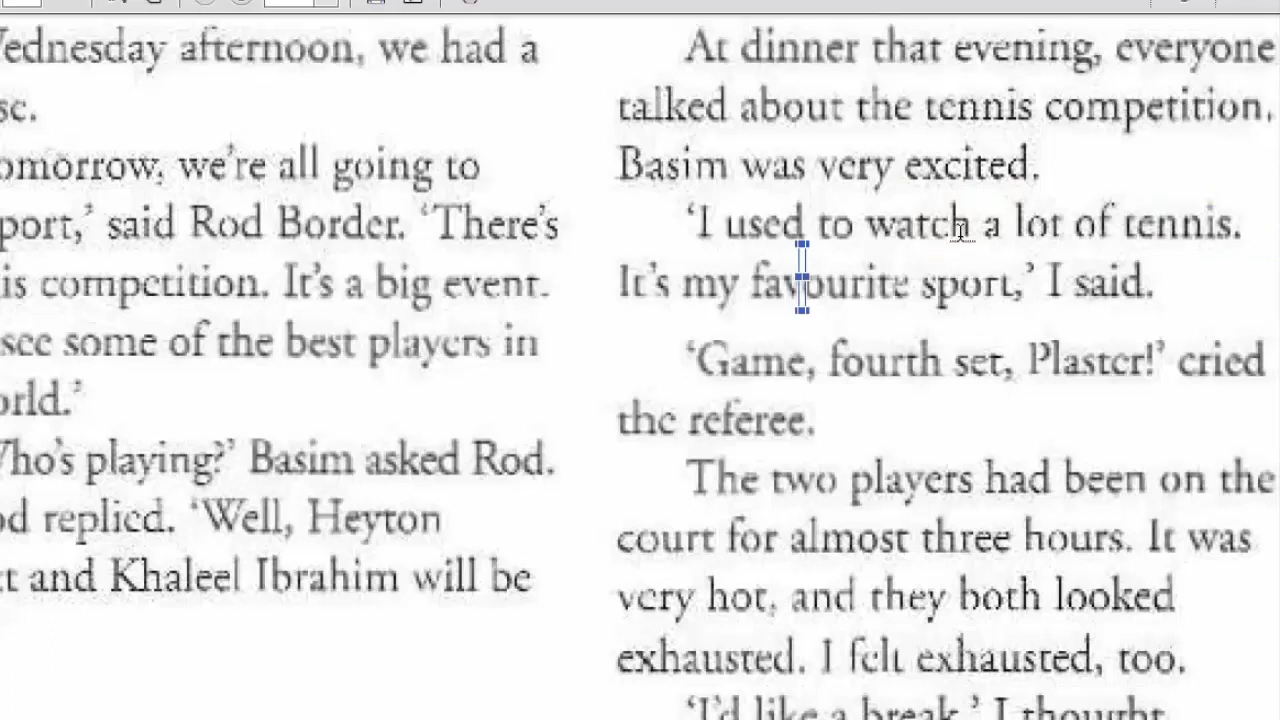 Wednesday afternoon, we had a
se.
omorrow, we're all going to
port,' said Rod Border. 'There's
is competition. It's a big event.
see some of the best players in
orld.'
Who's playing?' Basim asked Rod.
od replied. 'Well, Heyton
t and Khaleel Ibrahim will be
At dinner that evening, everyone
talked about the tennis competition.
Basim was very excited.
'I used to watch a lot of tennis.
It's my favourite sport,' I said.
'Game, fourth set, Plaster!' cried
the referee.
The two players had been on the
court for almost three hours. It was
very hot, and they both looked
exhausted. I felt exhausted, too.
'I'd like a break,' I thought.